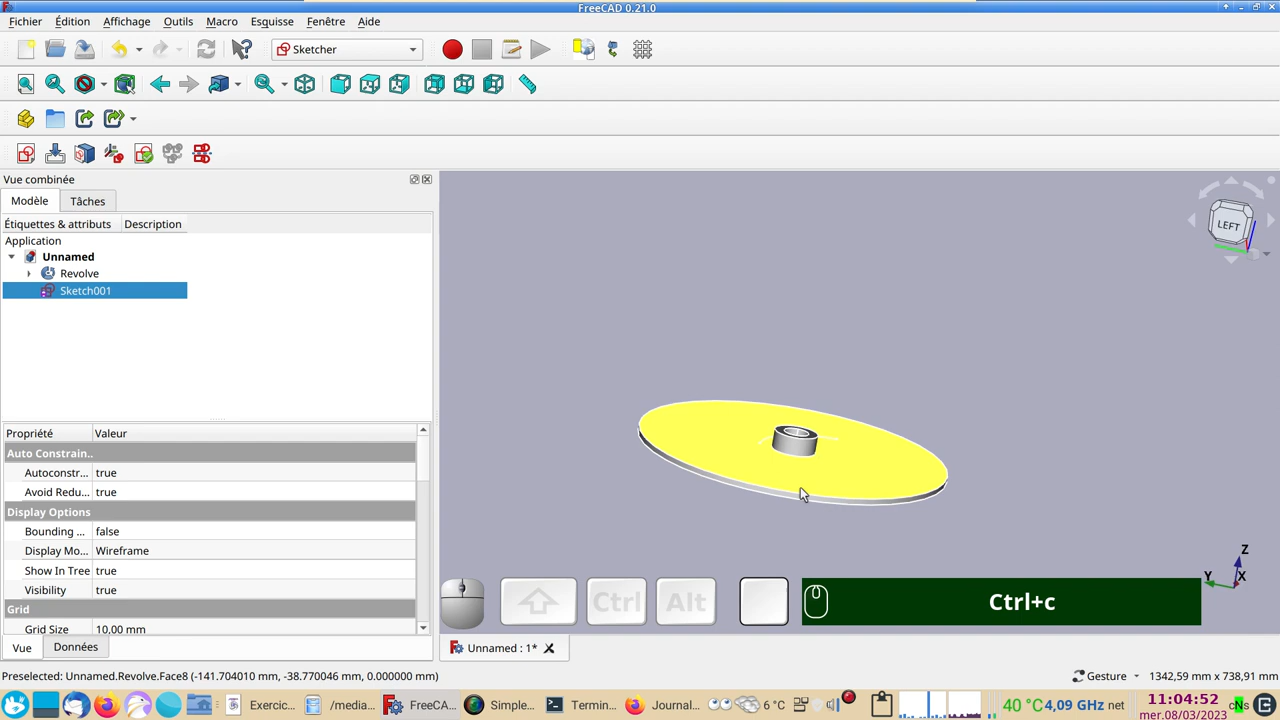 FreeCAD 0.21.0
Fichier Édition Affichage Outils Macro Esquisse Fenêtre Aide
Sketcher
Vue combinée
Modèle Tâches
Étiquettes & attributs Description
Application
Unnamed
Revolve
Sketch001
LEFT
Propriété Valeur
Auto Constrain..
Autoconstr... true
Avoid Redu... true
Display Options
Bounding ... false
Display Mo... Wireframe
Show In Tree true
Visibility true
Grid
Grid Size 10,00 mm
Z
Y
X
Ctrl Alt
Ctrl+c
Vue Données
Unnamed : 1*
Preselected: Unnamed.Revolve.Face8 (-141.704010 mm, -38.770046 mm, 0.000000 mm)
Gesture 1342,59 mm x 738,91 mm
Exercic... /media... FreeCA... Simple... Termin... Journal... 6 °C 40 °C 4,09 GHz net 11:04:52
mer.08/03/2023
cNs